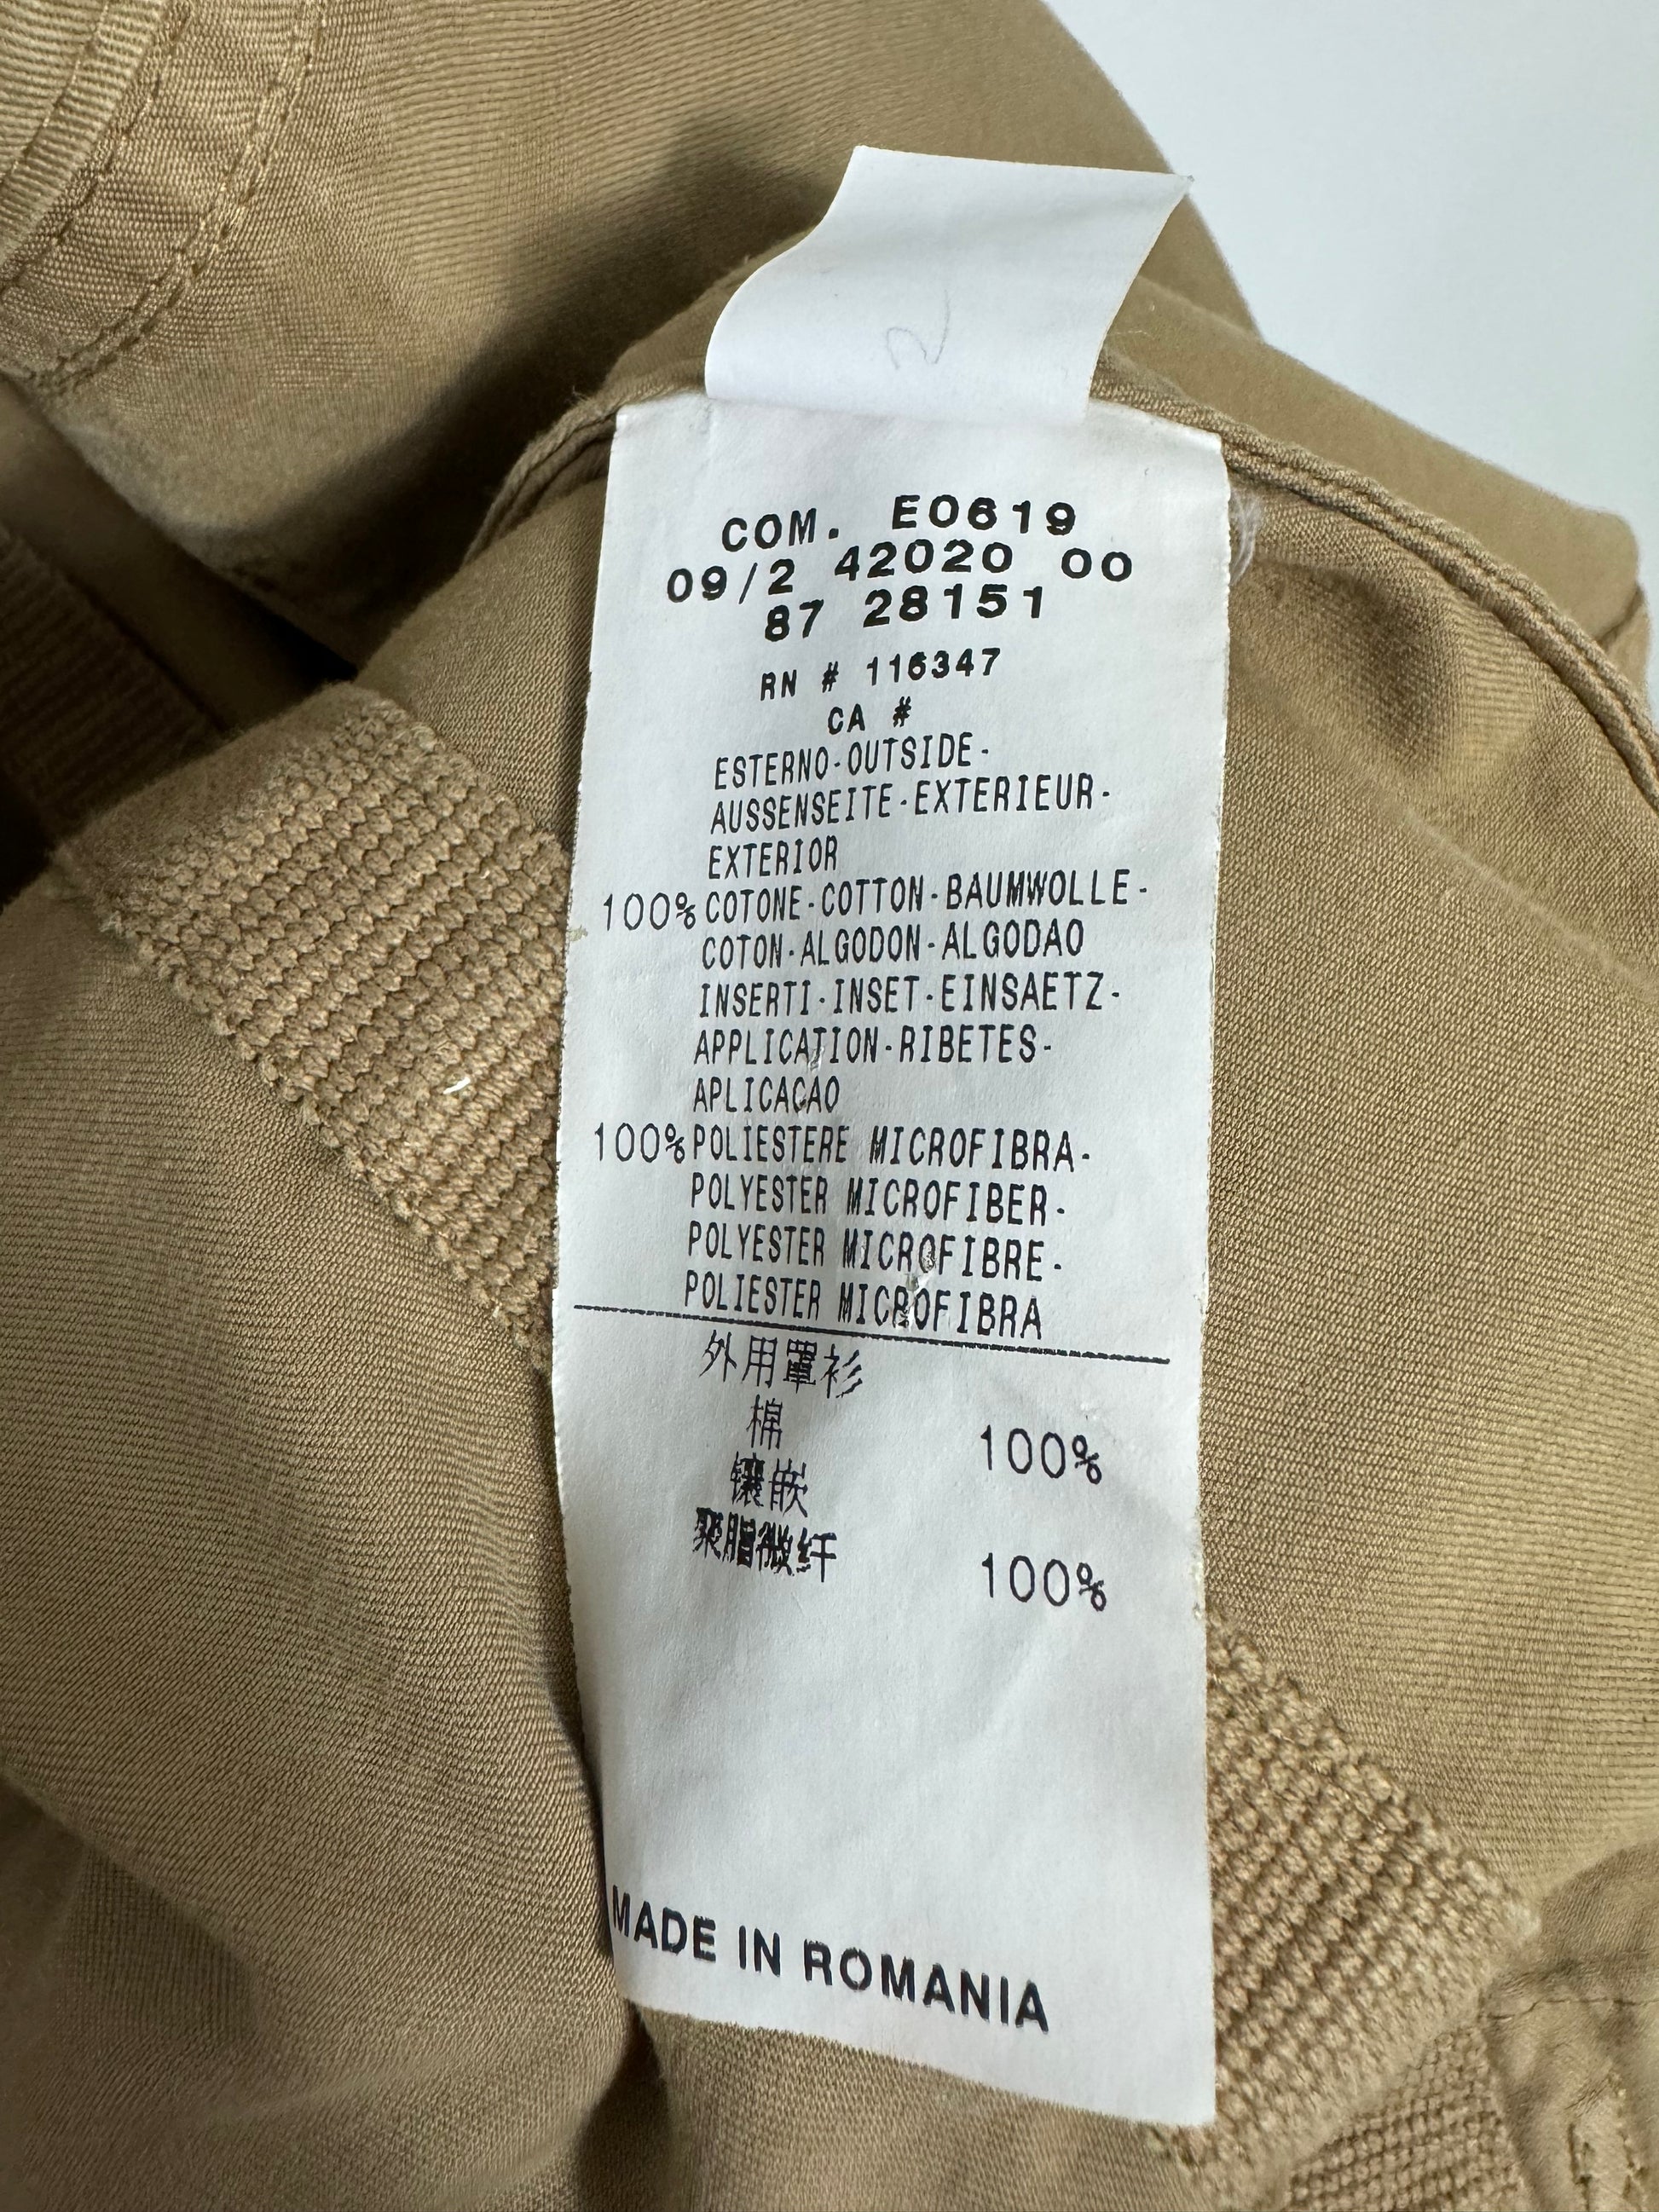 2
COM. E0619
09/2 42020 00
87 28151
RN # 116347
CA #
ESTERNO-OUTSIDE-
AUSSENSEITE-EXTERIEUR-
EXTERIOR
100% COTONE-COTTON-BAUMWOLLE-
COTON-ALGODON-ALGODAO
INSERTI-INSET-EINSAETZ-
APPLICATION-RIBETES-
APLICACAO
100% POLIESTERE MICROFIBRA-
POLYESTER MICROFIBER-
POLYESTER MICROFIBRE-
POLIESTER MICROFIBRA
外用罩衫
棉 100%
镶嵌
聚脂微纤 100%
MADE IN ROMANIA